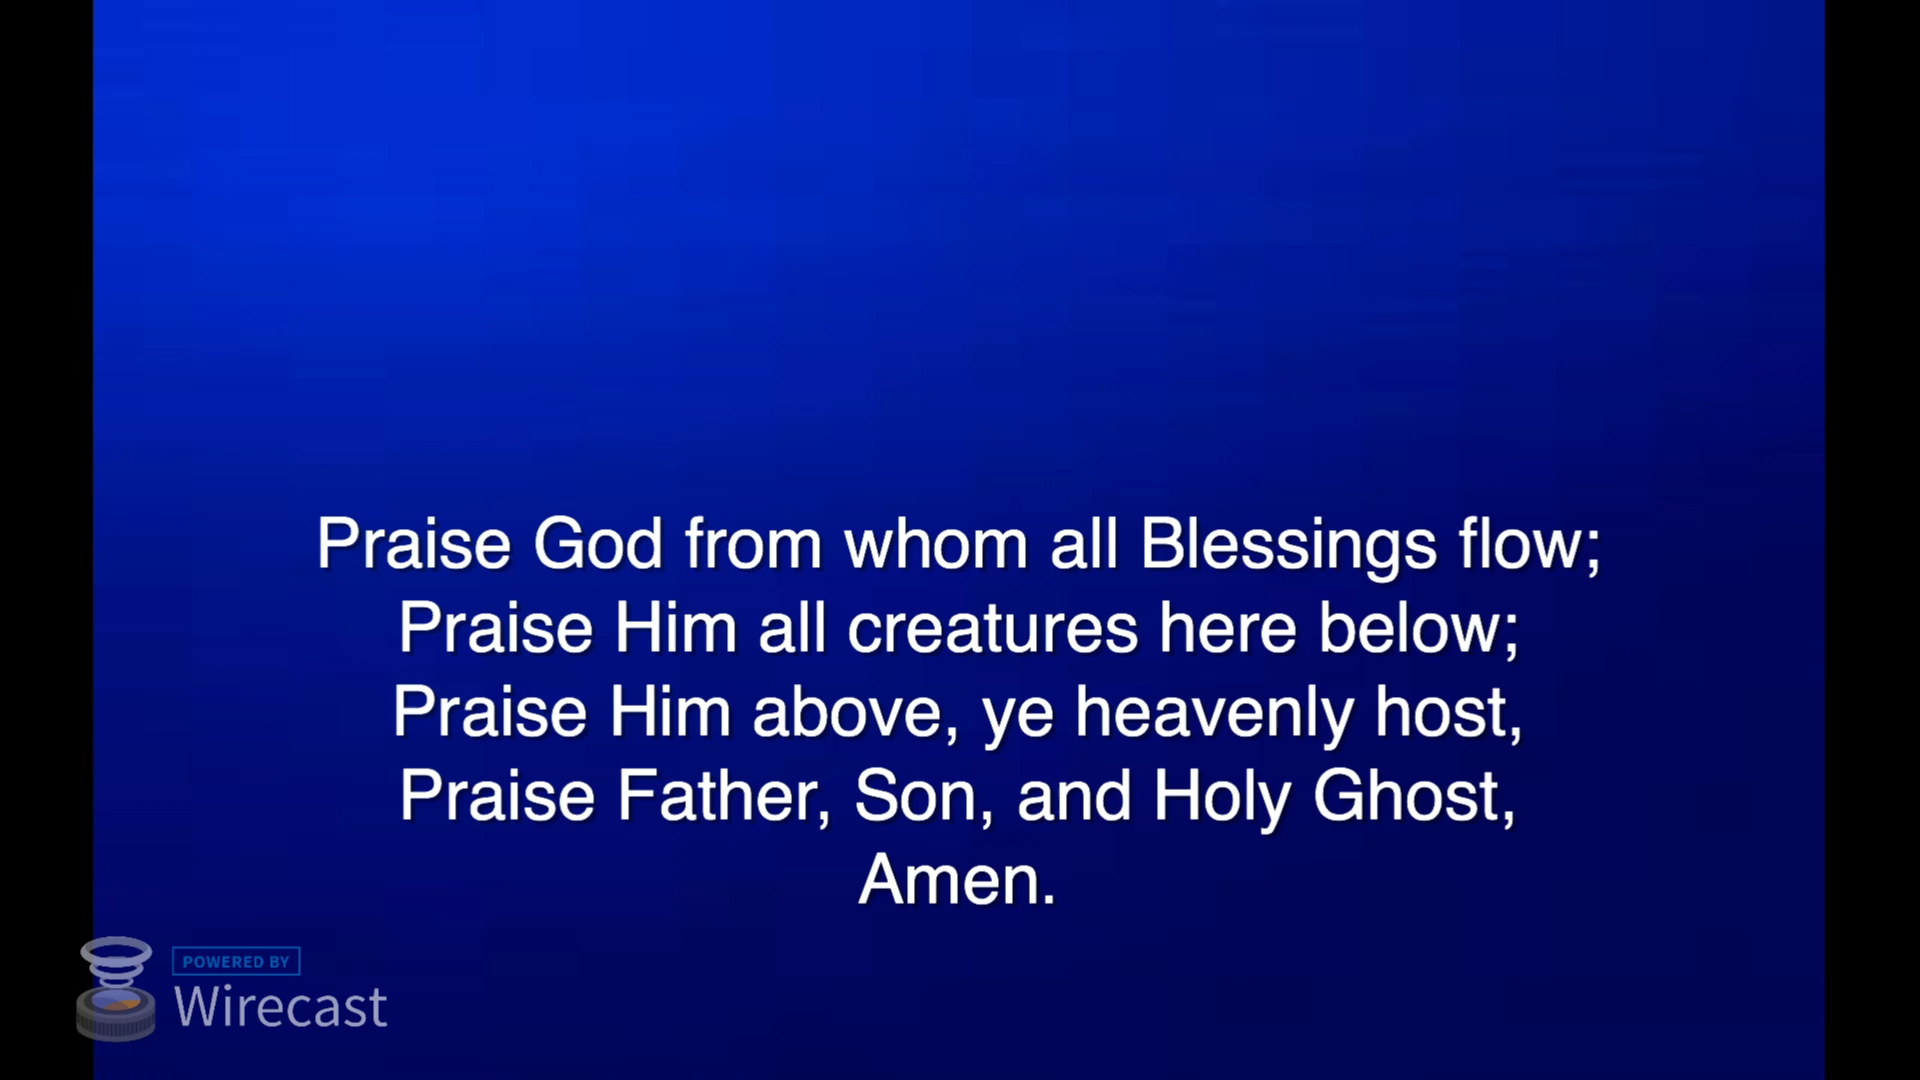 Praise God from whom all Blessings flow;
Praise Him all creatures here below;
Praise Him above, ye heavenly host,
Praise Father, Son, and Holy Ghost,
Amen.
POWERED BY
Wirecast